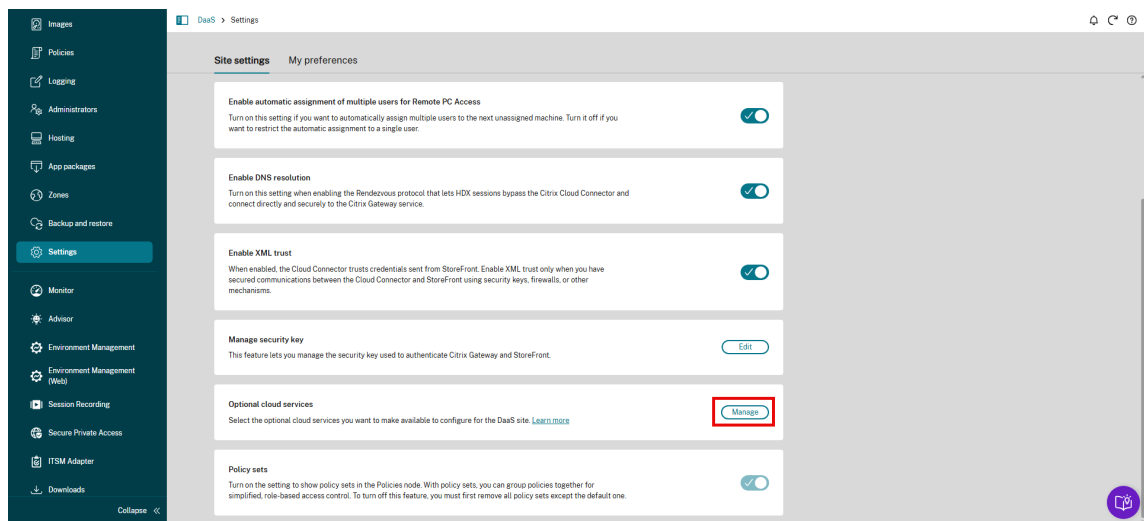 Images
Policies
Logging
Administrators
Hosting
App packages
Zones
Backup and restore
Settings
Monitor
Advisor
Environment Management
Environment Management
(Web)
Session Recording
Secure Private Access
ITSM Adapter
Downloads
Collapse
DaaS > Settings
Site settings
My preferences
Enable automatic assignment of multiple users for Remote PC Access
Turn on this setting if you want to automatically assign multiple users to the next unassigned machine. Turn it off if you
want to restrict the automatic assignment to a single user.
Enable DNS resolution
Turn on this setting when enabling the Rendezvous protocol that lets HDX sessions bypass the Citrix Cloud Connector and
connect directly and securely to the Citrix Gateway service.
Enable XML trust
When enabled, the Cloud Connector trusts credentials sent from StoreFront. Enable XML trust only when you have
secured communications between the Cloud Connector and StoreFront using security keys, firewalls, or other
mechanisms.
Manage security key
This feature lets you manage the security key used to authenticate Citrix Gateway and StoreFront.
Edit
Optional cloud services
Select the optional cloud services you want to make available to configure for the DaaS site. Learn more
Manage
Policy sets
Turn on the setting to show policy sets in the Policies node. With policy sets, you can group policies together for
simplified, role-based access control. To turn off this feature, you must first remove all policy sets except the default one.